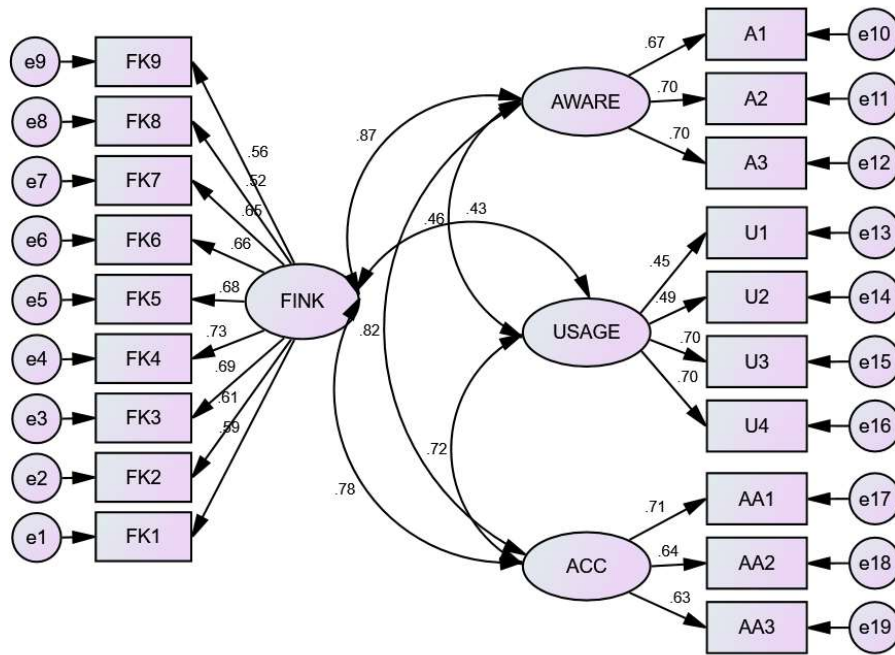 e9 FK9
.56
e8 FK8
.52
e7 FK7
.65
e6 FK6
.66
e5 FK5
.68
e4 FK4
.73
e3 FK3
.69
e2 FK2
.61
e1 FK1
.59
FINK
.87
.46
.43
.82
.72
.78
AWARE
.67
A1 e10
.70
A2 e11
.70
A3 e12
USAGE
.45
U1 e13
.49
U2 e14
.70
U3 e15
.70
U4 e16
ACC
.71
AA1 e17
.64
AA2 e18
.63
AA3 e19